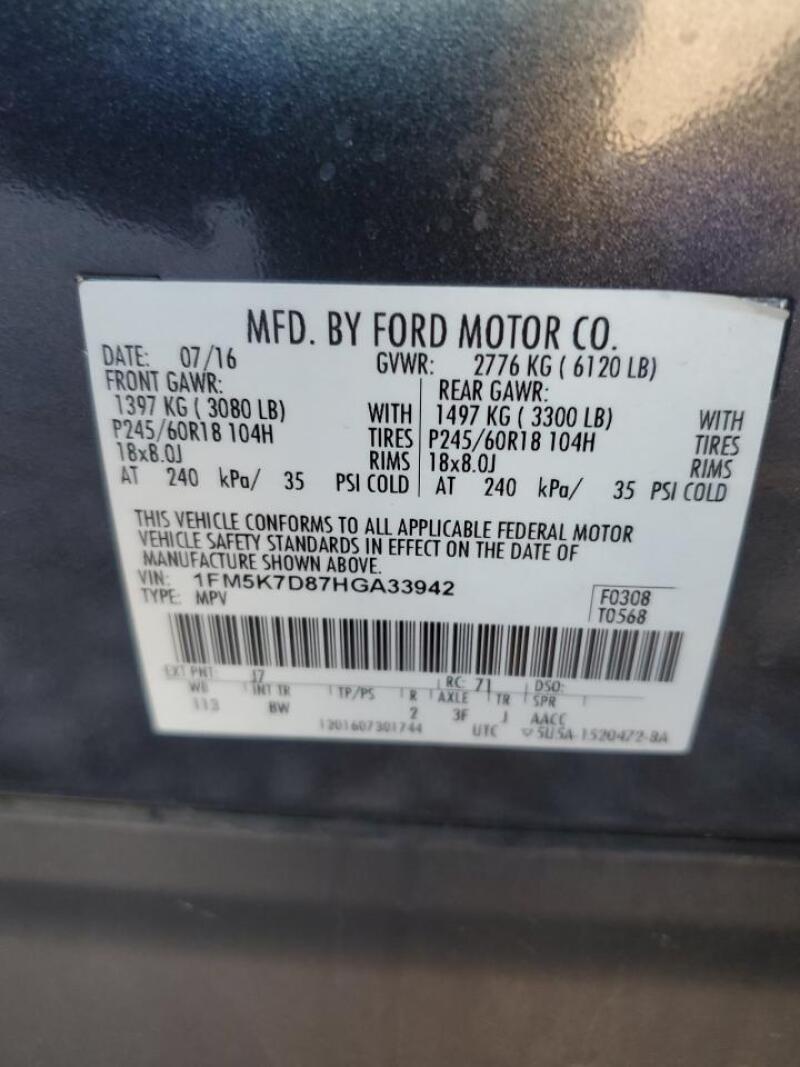 MFD. BY FORD MOTOR CO.
DATE: 07/16 GVWR: 2776 KG ( 6120 LB)
FRONT GAWR: REAR GAWR:
1397 KG ( 3080 LB) WITH 1497 KG ( 3300 LB) WITH
P245/60R18 104H TIRES P245/60R18 104H TIRES
18x8.0J RIMS 18x8.0J RIMS
AT 240 kPa/ 35 PSI COLD AT 240 kPa/ 35 PSI COLD
THIS VEHICLE CONFORMS TO ALL APPLICABLE FEDERAL MOTOR
VEHICLE SAFETY STANDARDS IN EFFECT ON THE DATE OF
MANUFACTURE SHOWN ABOVE.
VIN: 1FM5K7D87HGA33942
TYPE: MPV
F0308
T0568
EXT PNT: J7 RC: 71 DSO:
WB INT TR TP/PS R AXLE TR SPR
113 BW 2 3F J AACC
1301607301744 UTC 5U5A-1520472-BA